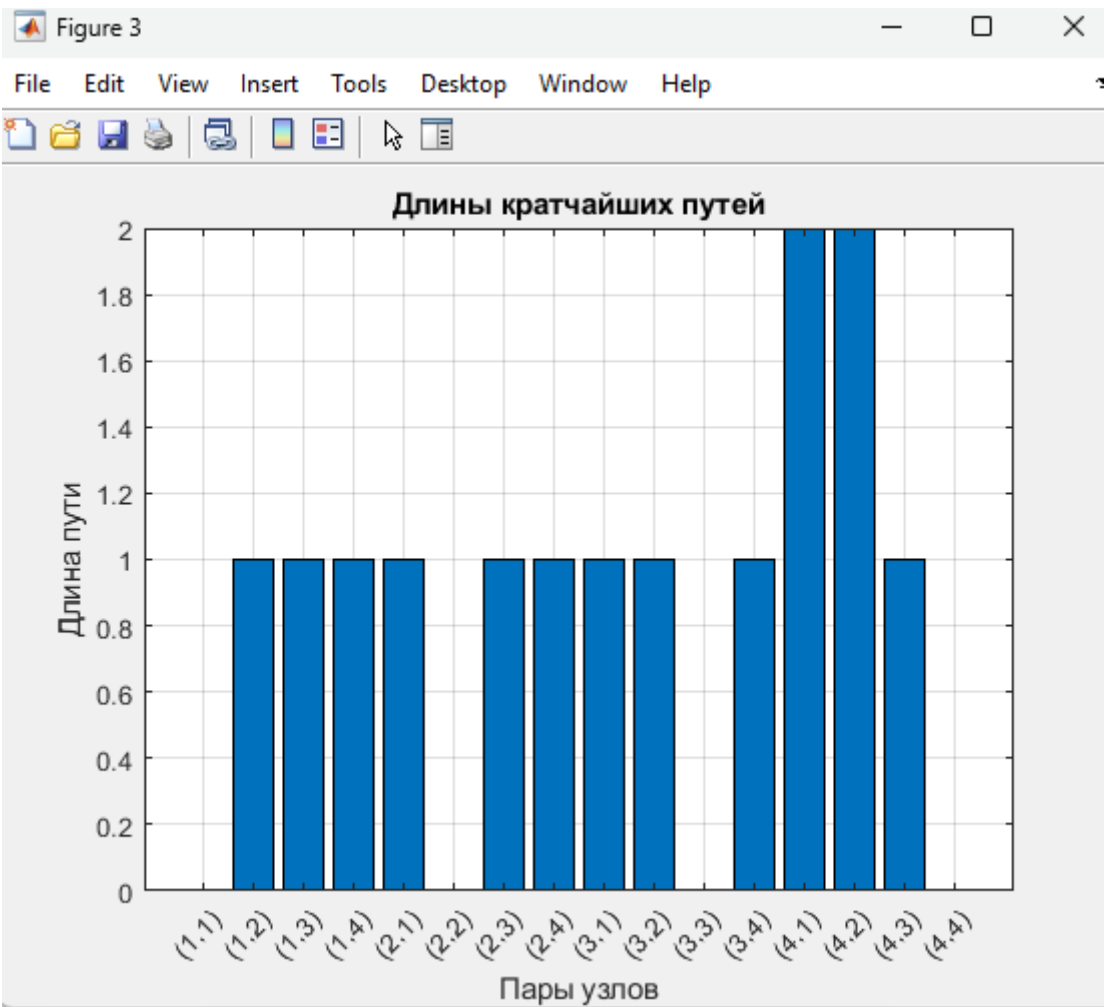 Figure 3
File Edit View Insert Tools Desktop Window Help
Длины кратчайших путей
2
1.8
1.6
1.4
1.2
1
0.8
0.6
0.4
0.2
0
Длина пути
(1,1) (1,2) (1,3) (1,4) (2,1) (2,2) (2,3) (2,4) (3,1) (3,2) (3,3) (3,4) (4,1) (4,2) (4,3) (4,4)
Пары узлов